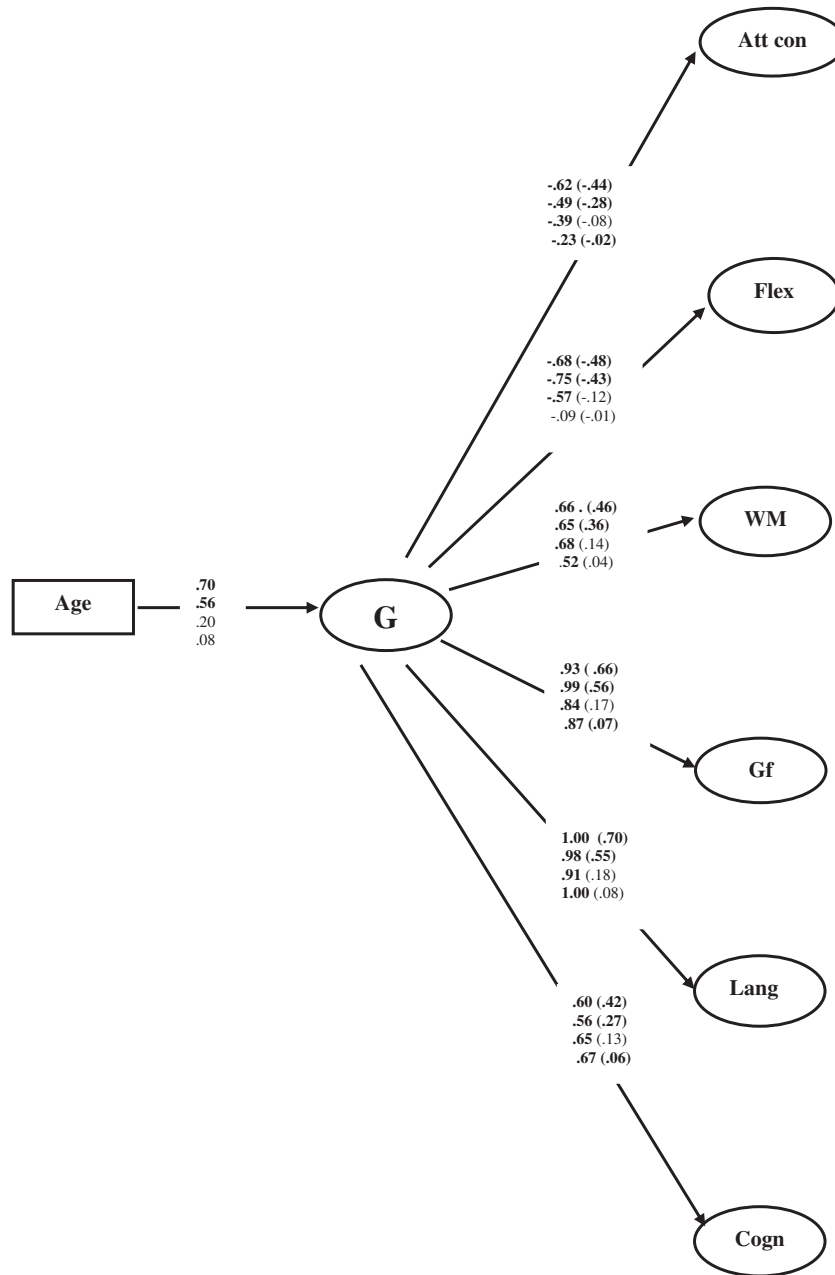 Att con
-.62 (-.44)
-.49 (-.28)
-.39 (-.08)
-.23 (-.02)
Flex
-.68 (-.48)
-.75 (-.43)
-.57 (-.12)
-.09 (-.01)
.66 . (.46)
.65 (.36)
.68 (.14)
.52 (.04)
WM
Age
.70
.56
.20
.08
G
.93 ( .66)
.99 (.56)
.84 (.17)
.87 (.07)
Gf
1.00 (.70)
.98 (.55)
.91 (.18)
1.00 (.08)
Lang
.60 (.42)
.56 (.27)
.65 (.13)
.67 (.06)
Cogn